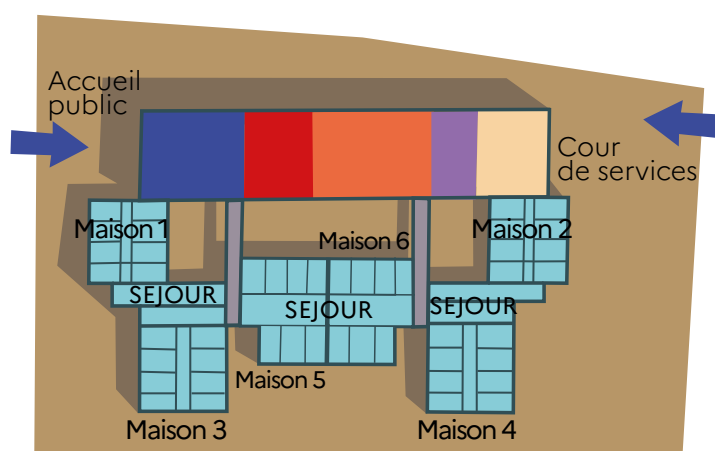 Accueil
public
Cour
de services
Maison 1
Maison 2
Maison 6
SEJOUR
SEJOUR
SEJOUR
Maison 5
Maison 3
Maison 4